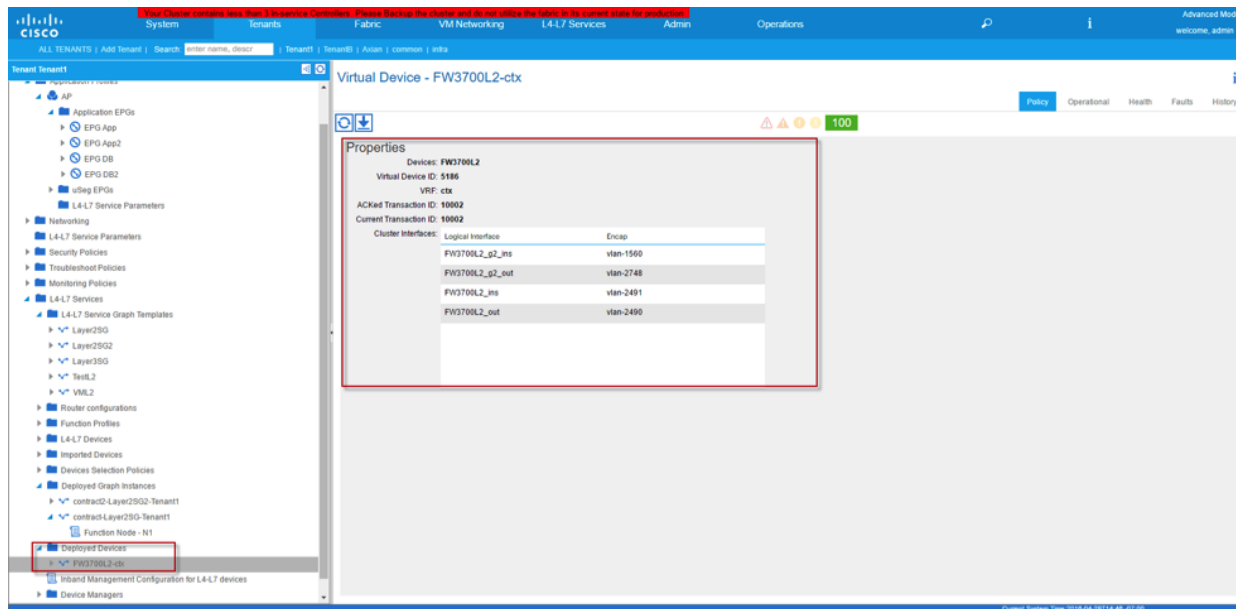 Your Cluster contains less than 3 in-service Controllers. Please Backup the cluster and do not utilize the fabric in its current state for production.
CISCO
System Tenants Fabric VM Networking L4-L7 Services Admin Operations
i
Advanced Mod
welcome, admin
ALL TENANTS | Add Tenant | Search: enter name, descr | Tenant1 | TenantB | Asian | common | infra
Tenant Tenant1
Application Profiles
AP
Application EPGs
EPG App
EPG App2
EPG DB
EPG DB2
uSeg EPGs
L4-L7 Service Parameters
Networking
L4-L7 Service Parameters
Security Policies
Troubleshoot Policies
Monitoring Policies
L4-L7 Services
L4-L7 Service Graph Templates
Layer2SG
Layer2SG2
Layer3SG
TestL2
VML2
Router configurations
Function Profiles
L4-L7 Devices
Imported Devices
Devices Selection Policies
Deployed Graph Instances
contract2-Layer2SG2-Tenant1
contract-Layer2SG-Tenant1
Function Node - N1
Deployed Devices
FW3700L2-ctx
Inband Management Configuration for L4-L7 devices
Device Managers
Virtual Device - FW3700L2-ctx
i
Policy Operational Health Faults History
100
Properties
Devices: FW3700L2
Virtual Device ID: 5186
VRF: ctx
ACKed Transaction ID: 10002
Current Transaction ID: 10002
Cluster Interfaces: Logical Interface Encap
FW3700L2_g2_ins vlan-1560
FW3700L2_g2_out vlan-2748
FW3700L2_ins vlan-2491
FW3700L2_out vlan-2490